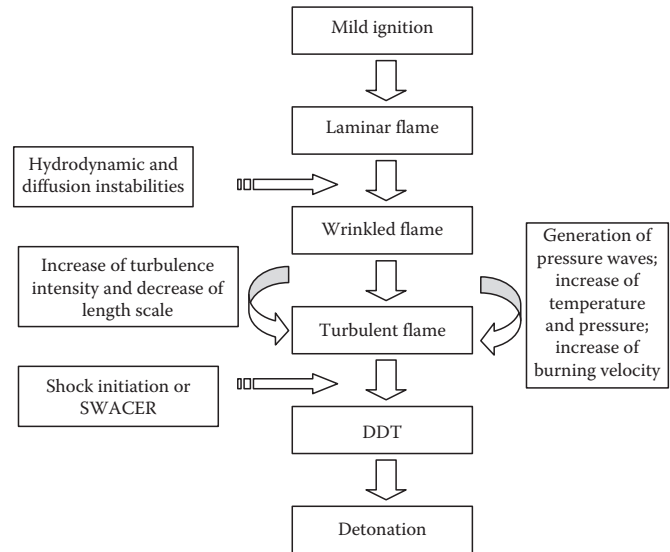 Mild ignition
Laminar flame
Hydrodynamic and
diffusion instabilities
Wrinkled flame
Increase of turbulence
intensity and decrease of
length scale
Generation of
pressure waves;
increase of
temperature
and pressure;
increase of
burning velocity
Turbulent flame
Shock initiation or
SWACER
DDT
Detonation